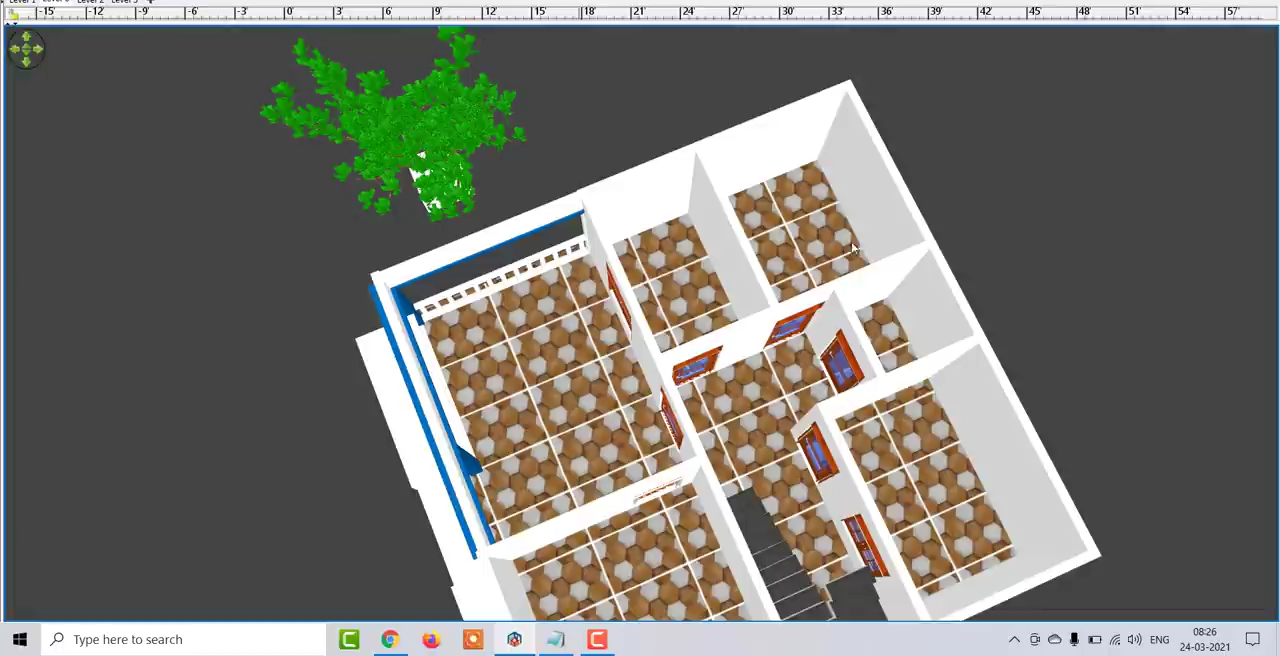 -15' -12' -9' -6' -3' 0' 3' 6' 9' 12' 15' 18' 21' 24' 27' 30' 33' 36' 39' 42' 45' 48' 51' 54' 57'
Type here to search
ENG
08:26
24-03-2021